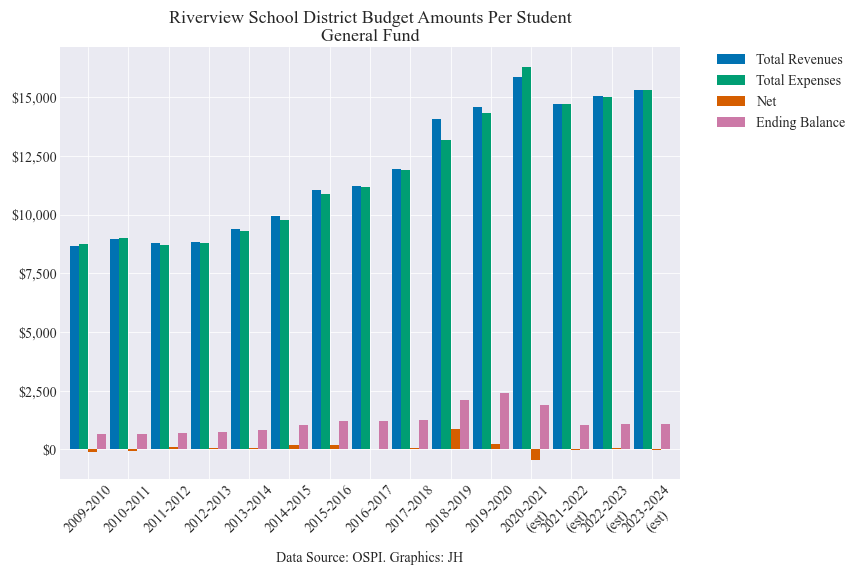 Riverview School District Budget Amounts Per Student
General Fund
Total Revenues
Total Expenses
Net
Ending Balance
$15,000
$12,500
$10,000
$7,500
$5,000
$2,500
$0
2009-2010
2010-2011
2011-2012
2012-2013
2013-2014
2014-2015
2015-2016
2016-2017
2017-2018
2018-2019
2019-2020
2020-2021
(est)
2021-2022
(est)
2022-2023
(est)
2023-2024
(est)
Data Source: OSPI. Graphics: JH